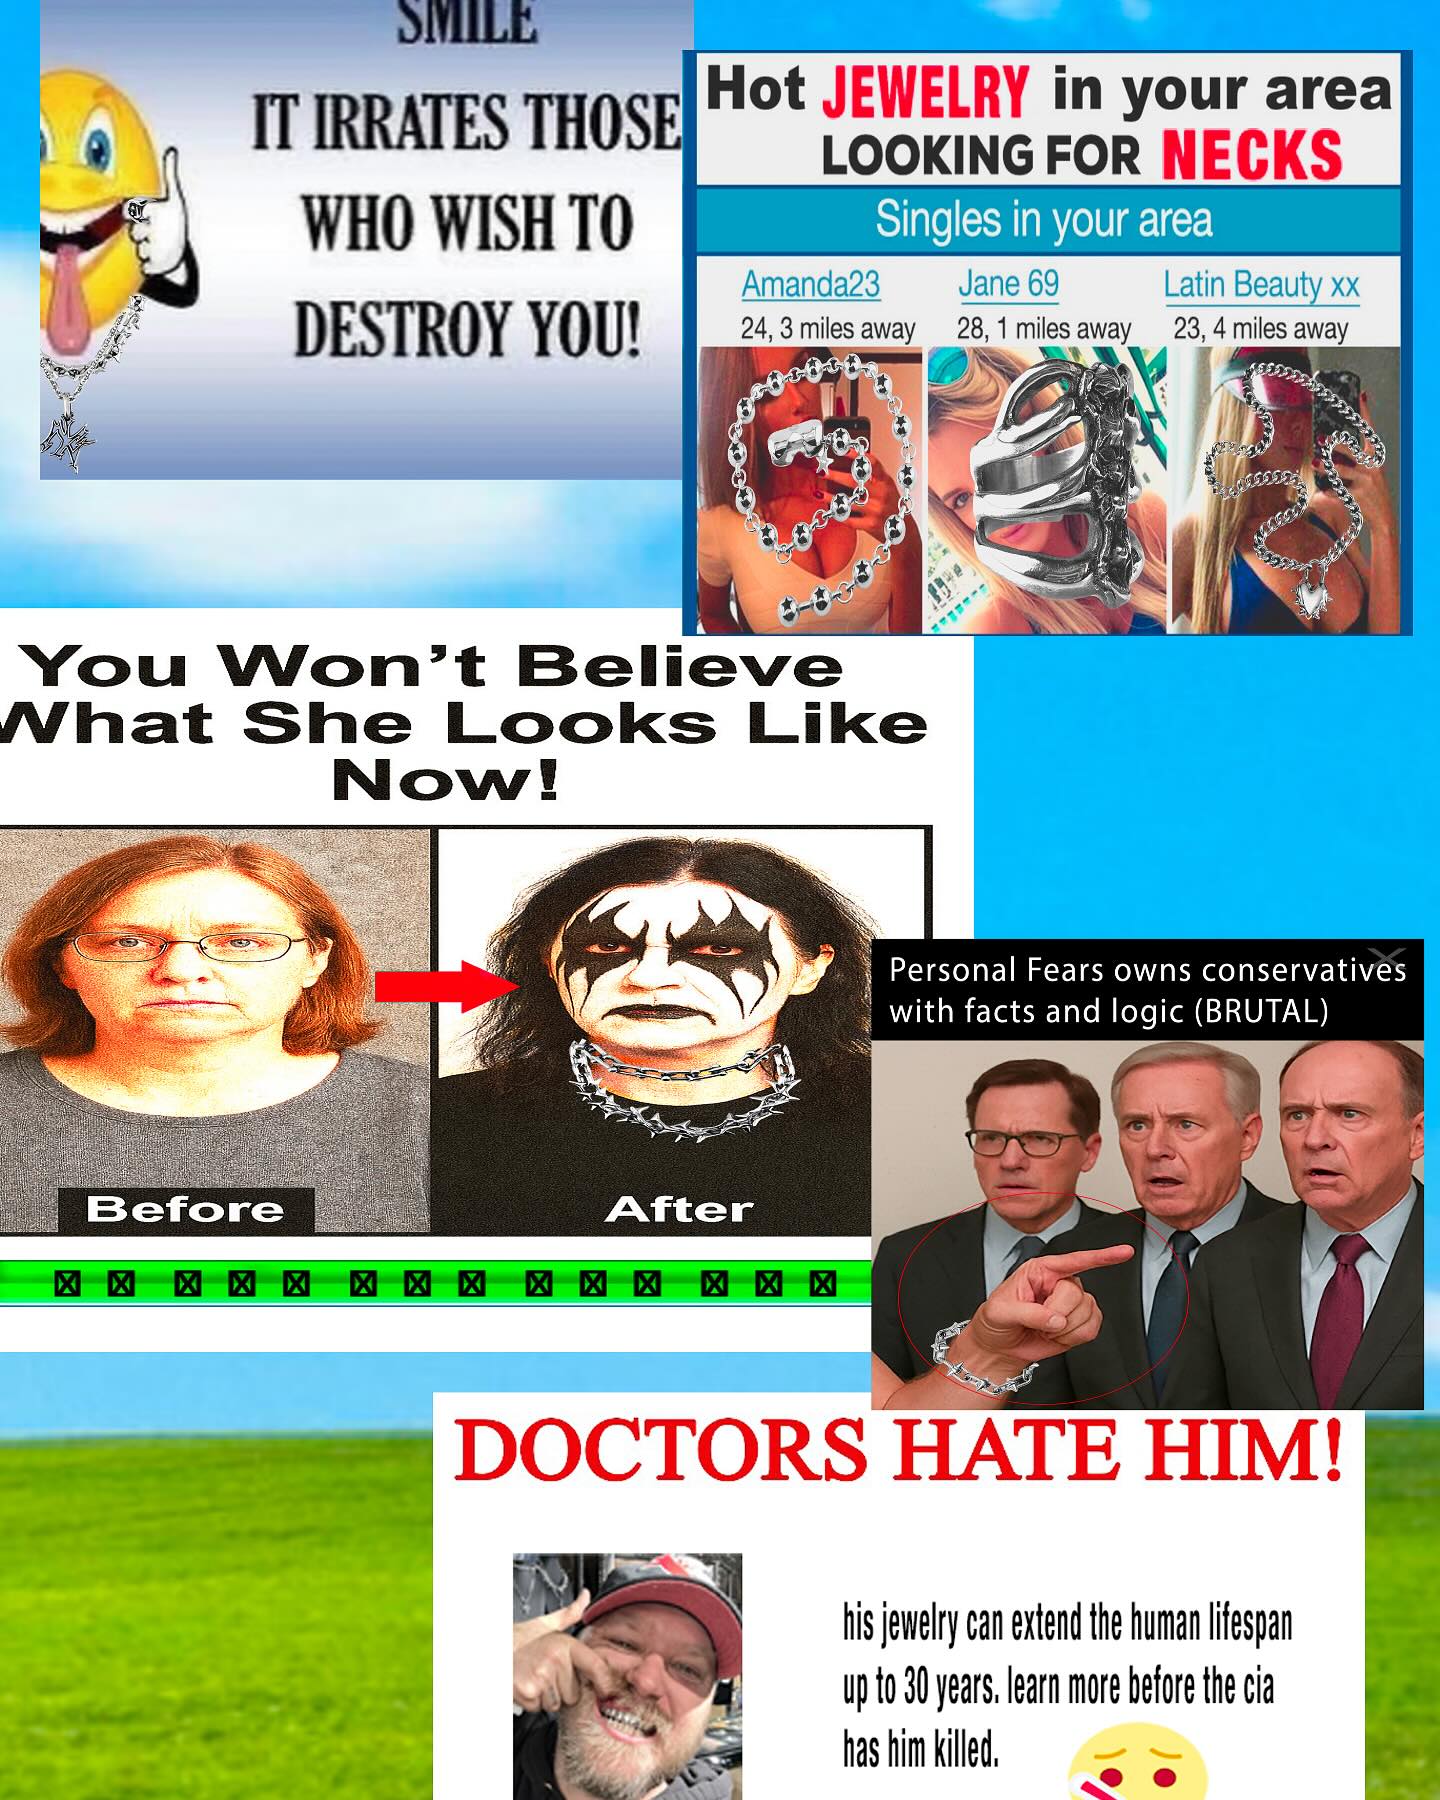 SMILE
IT IRRATES THOSE
WHO WISH TO
DESTROY YOU!
Hot JEWELRY in your area
LOOKING FOR NECKS
Singles in your area
Amanda23
24, 3 miles away
Jane 69
28, 1 miles away
Latin Beauty xx
23, 4 miles away
You Won't Believe
What She Looks Like
Now!
Before
After
Personal Fears owns conservatives
with facts and logic (BRUTAL)
DOCTORS HATE HIM!
his jewelry can extend the human lifespan
up to 30 years. learn more before the cia
has him killed.